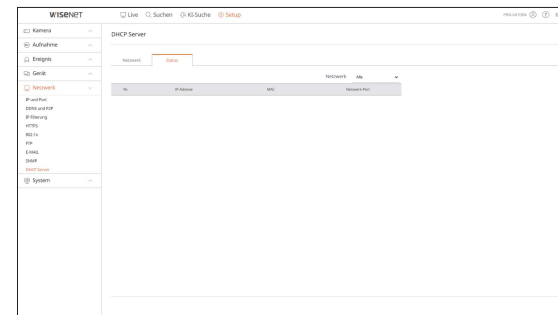 WISENET
Live Suchen KI-Suche Setup
Kamera
Aufnahme
Ereignis
Gerät
Netzwerk
IP und Port
DDNS und P2P
IP-Filterung
HTTPS
802.1x
FTP
E-MAIL
SNMP
DHCP Server
System
DHCP Server
Netzwerk Status
Netzwerk Alle
Nr. IP-Adresse MAC Netzwerk-Port